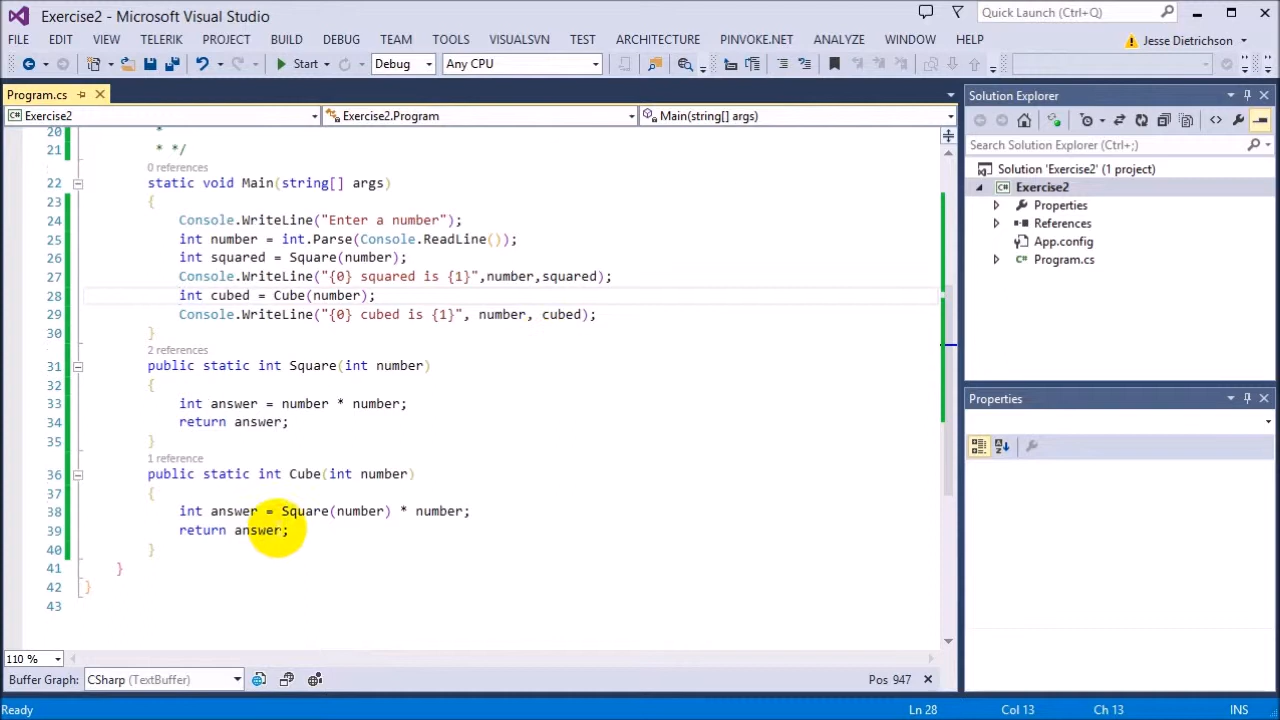 Exercise2 - Microsoft Visual Studio
Quick Launch (Ctrl+Q)
FILE EDIT VIEW TELERIK PROJECT BUILD DEBUG TEAM TOOLS VISUALSVN TEST ARCHITECTURE PINVOKE.NET ANALYZE WINDOW HELP
Jesse Dietrichson
Start Debug Any CPU
Program.cs
Exercise2 Exercise2.Program Main(string[] args)
20 *
21 * */
0 references
22 static void Main(string[] args)
23 {
24 Console.WriteLine("Enter a number");
25 int number = int.Parse(Console.ReadLine());
26 int squared = Square(number);
27 Console.WriteLine("{0} squared is {1}",number,squared);
28 int cubed = Cube(number);
29 Console.WriteLine("{0} cubed is {1}", number, cubed);
30 }
2 references
31 public static int Square(int number)
32 {
33 int answer = number * number;
34 return answer;
35 }
1 reference
36 public static int Cube(int number)
37 {
38 int answer = Square(number) * number;
39 return answer;
40 }
41 }
42 }
43
110 %
Buffer Graph: CSharp (TextBuffer) Pos 947
Solution Explorer
Search Solution Explorer (Ctrl+;)
Solution 'Exercise2' (1 project)
Exercise2
Properties
References
App.config
Program.cs
Properties
Ready Ln 28 Col 13 Ch 13 INS